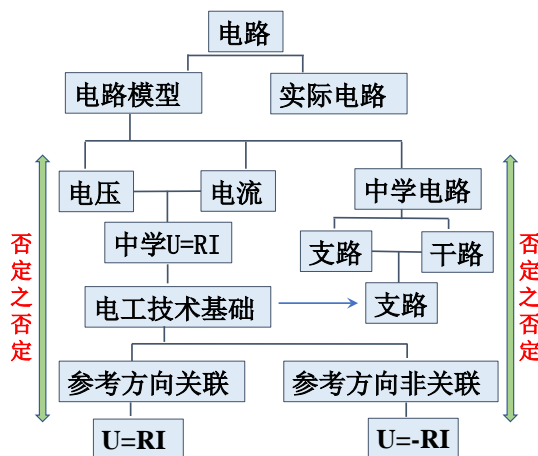 电路
电路模型
实际电路
电压
电流
中学电路
中学U=RI
支路
干路
电工技术基础
支路
参考方向关联
参考方向非关联
U=RI
U=-RI
否定之否定
否定之否定